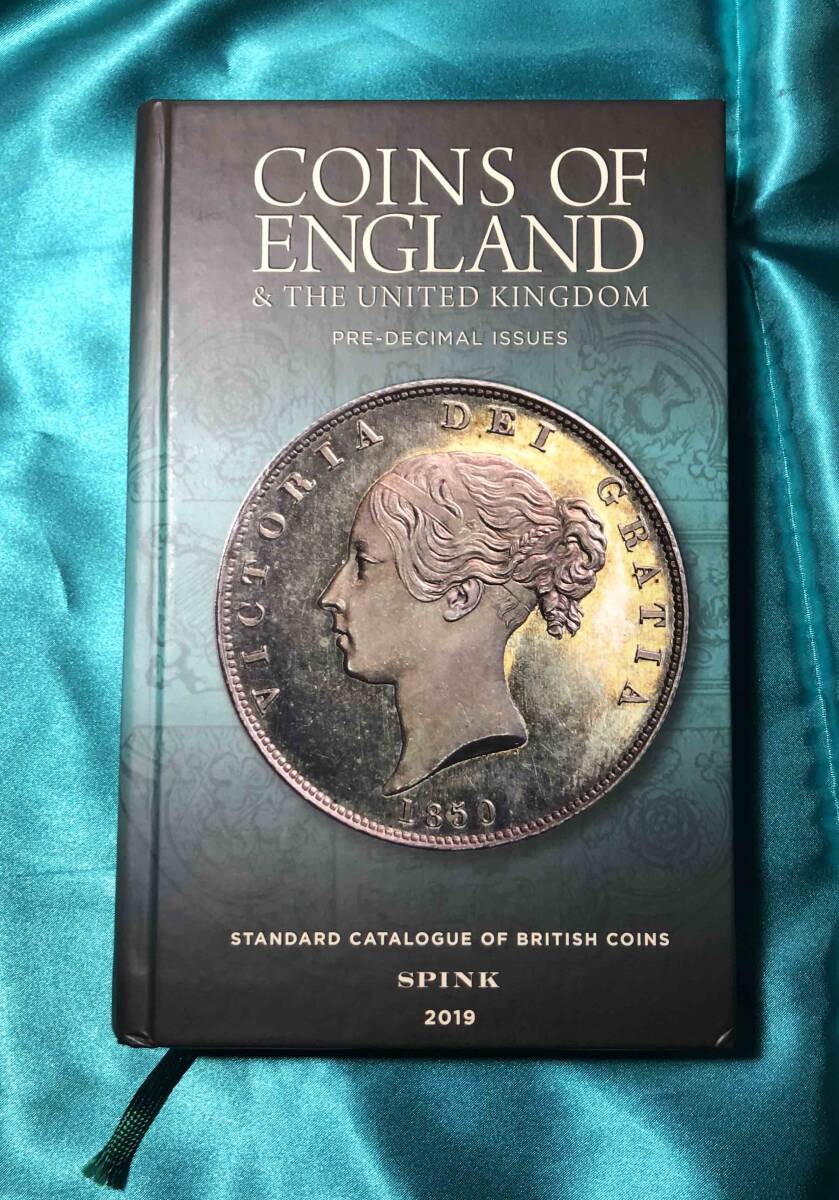 COINS OF
ENGLAND
& THE UNITED KINGDOM
PRE-DECIMAL ISSUES
VICTORIA DEI GRATIA
1850
STANDARD CATALOGUE OF BRITISH COINS
SPINK
2019